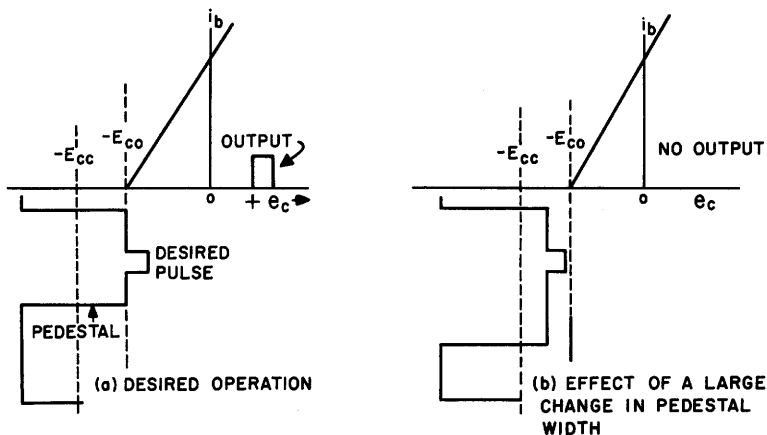 i_b
-E_CC
-E_CO
OUTPUT
o
+ e_c
DESIRED
PULSE
PEDESTAL
(a) DESIRED OPERATION
i_b
-E_CC
-E_CO
NO OUTPUT
o
e_c
(b) EFFECT OF A LARGE
CHANGE IN PEDESTAL
WIDTH